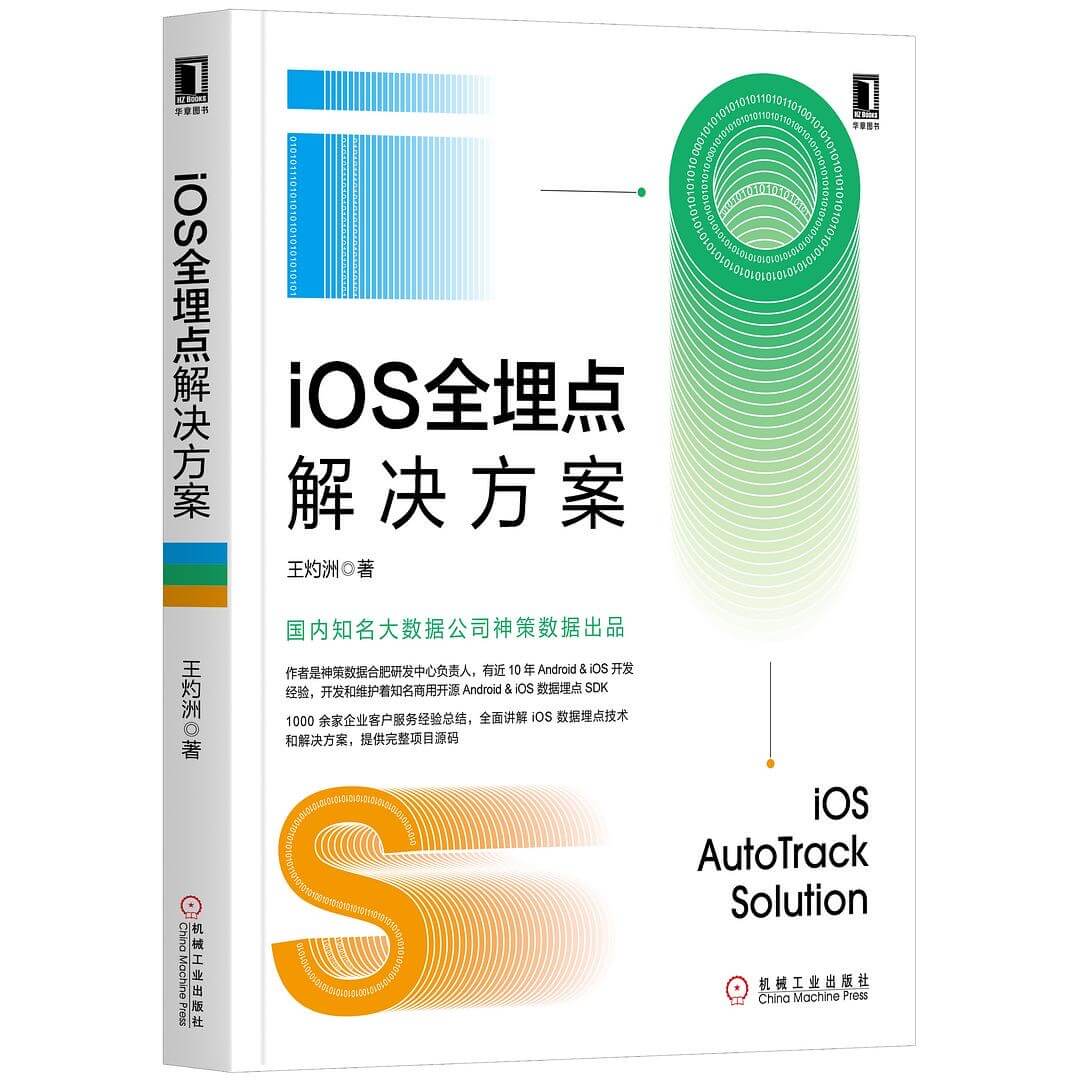 HZ BOOKS
华章图书
iOS全埋点解决方案
王灼洲◎著
机械工业出版社
China Machine Press
HZ BOOKS
华章图书
iOS全埋点
解决方案
王灼洲◎著
国内知名大数据公司神策数据出品
作者是神策数据合肥研发中心负责人，有近 10 年 Android & iOS 开发
经验，开发和维护着知名商用开源 Android & iOS 数据埋点 SDK
1000 余家企业客户服务经验总结，全面讲解 iOS 数据埋点技术
和解决方案，提供完整项目源码
iOS
AutoTrack
Solution
机械工业出版社
China Machine Press